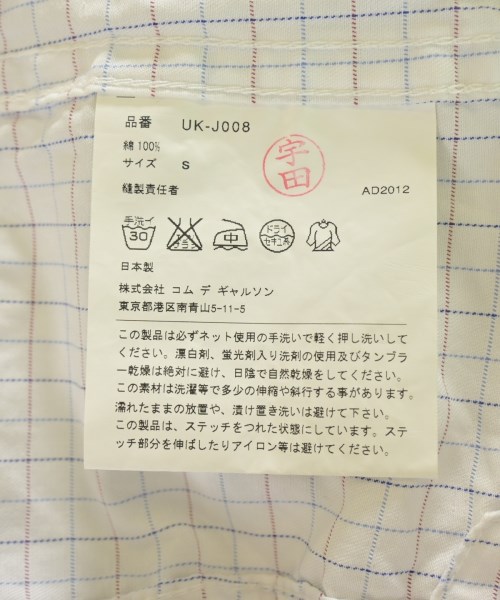 品番 UK-J008
綿 100%
サイズ S
宇田
縫製責任者 AD2012
手洗イ
30
中
ドライ
セキユ系
日本製
株式会社 コム デ ギャルソン
東京都港区南青山5-11-5
この製品は必ずネット使用の手洗いで軽く押し洗いして
ください。漂白剤、蛍光剤入り洗剤の使用及びタンブラ
ー乾燥は絶対に避け、日陰で自然乾燥をしてください。
この素材は洗濯等で多少の伸縮や斜行する事があります。
濡れたままの放置や、漬け置き洗いは避けて下さい。
この製品は、ステッチをつれた状態にしています。ステ
ッチ部分を伸ばしたりアイロン等は避けてください。